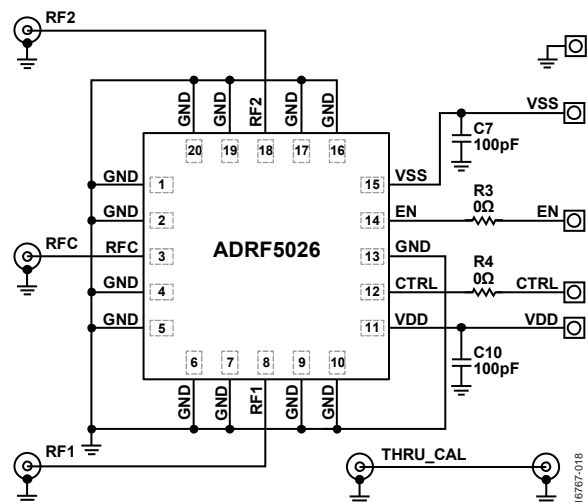 RF2
GND
GND
RF2
GND
GND
20
19
18
17
16
VSS
C7
100pF
GND
1
15
VSS
R3
0Ω
GND
2
14
EN
EN
RFC
RFC
3
ADRF5026
13
GND
R4
0Ω
GND
4
12
CTRL
CTRL
GND
5
11
VDD
VDD
6
7
8
9
10
C10
100pF
GND
GND
RF1
GND
GND
RF1
THRU_CAL
16767-018